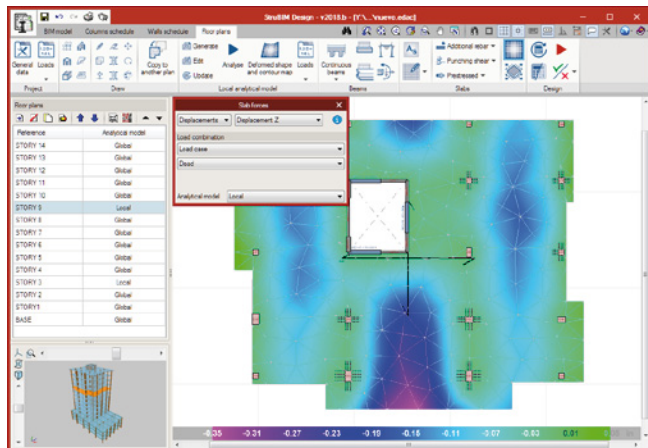 StruBIM Design - v2018.b - [Y:\...\nuevo.edac]
BIM model Columns schedule Walls schedule Floor plans
General data Loads Copy to another plan Generate Edit Update Analyse Deformed shape and contour map Loads Continuous beams Additional rebar Punching shear Prestressed
Project Draw Local analytical model Beams Slabs Design
Floor plans
Reference Analytical model
STORY 14 Global
STORY 13 Global
STORY 12 Global
STORY 11 Global
STORY 10 Global
STORY 9 Local
STORY 8 Global
STORY 7 Global
STORY 6 Global
STORY 5 Global
STORY 4 Global
STORY 3 Local
STORY 2 Global
STORY1 Global
BASE Global
Slab forces
Displacements Displacement Z
Load combination
Load case
Dead
Analytical model Local
-0.35 -0.31 -0.27 -0.23 -0.19 -0.15 -0.11 -0.07 -0.03 0.01